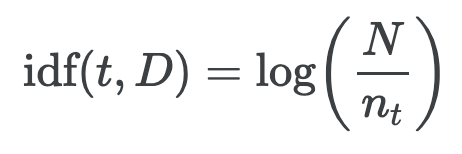 idf(t, D) = log(N / n_t)